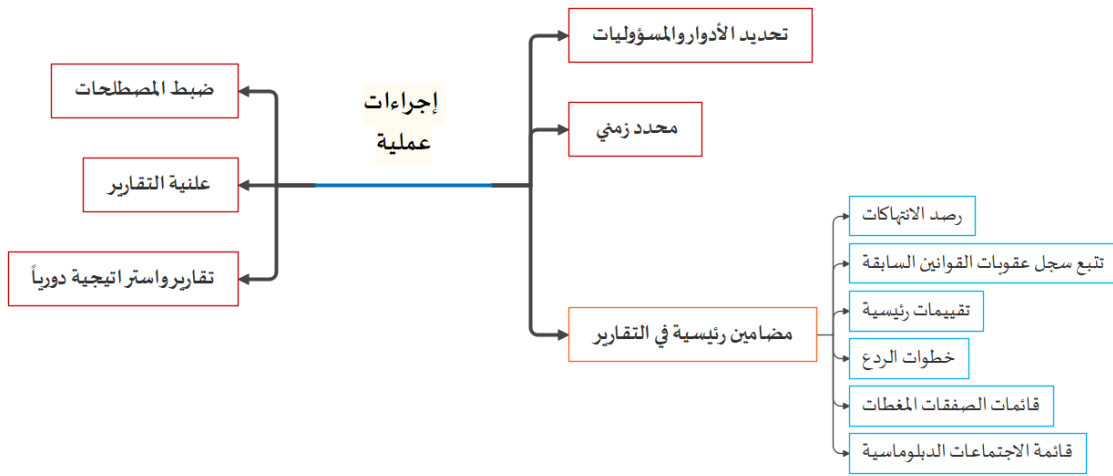 إجراءات
عملية
تحديد الأدوار والمسؤوليات
محدد زمني
مضامين رئيسية في التقارير
رصد الانتهاكات
تتبع سجل عقوبات القوانين السابقة
تقييمات رئيسية
خطوات الردع
قائمات الصفقات المغطات
قائمة الاجتماعات الدبلوماسية
ضبط المصطلحات
علنية التقارير
تقارير واستراتيجية دورياً